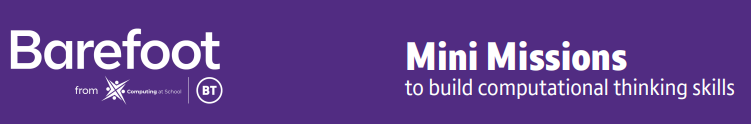 Barefoot
from Computing at School BT
Mini Missions
to build computational thinking skills